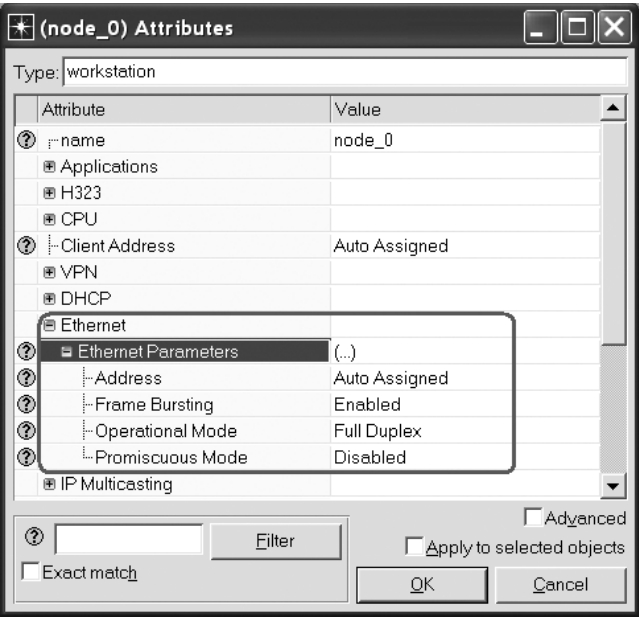 (node_0) Attributes
Type: workstation
Attribute Value
name node_0
Applications
H323
CPU
Client Address Auto Assigned
VPN
DHCP
Ethernet
Ethernet Parameters (...)
Address Auto Assigned
Frame Bursting Enabled
Operational Mode Full Duplex
Promiscuous Mode Disabled
IP Multicasting
Advanced
Filter
Apply to selected objects
Exact match
OK Cancel